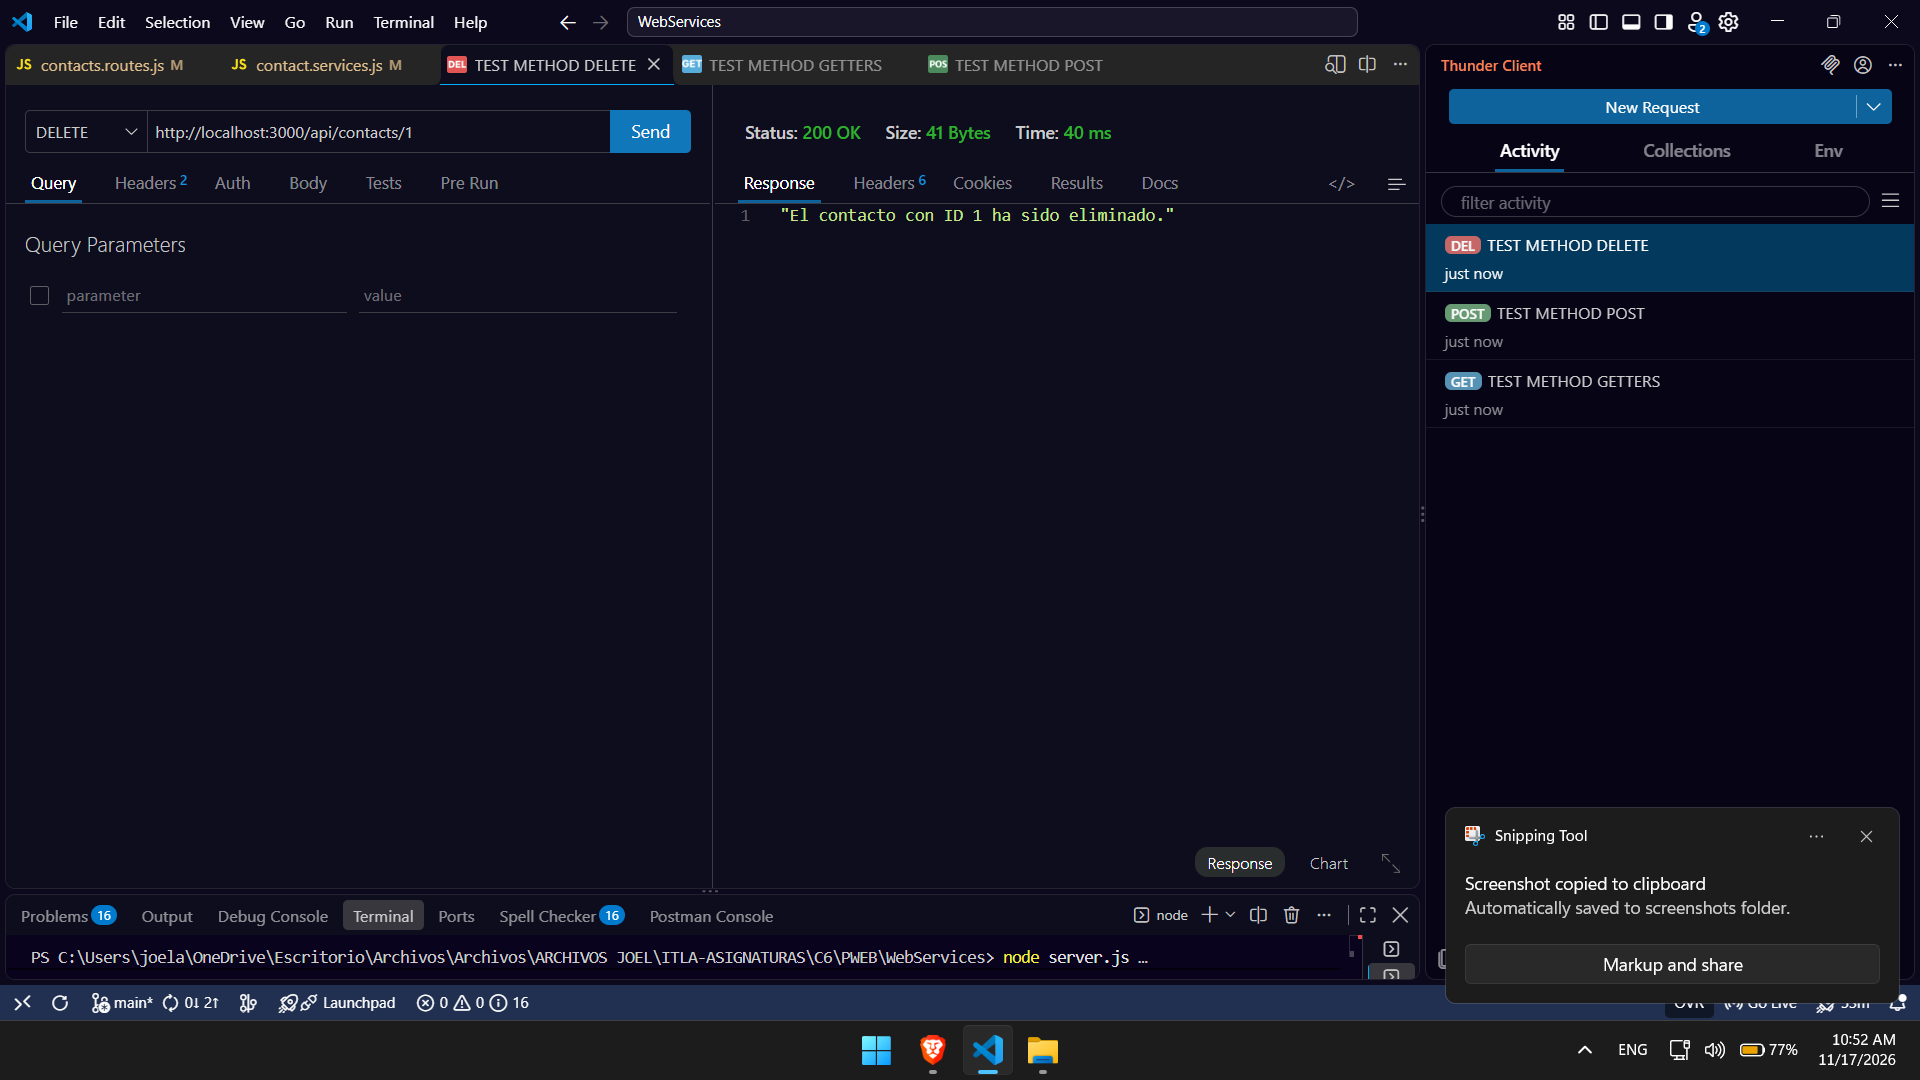 File Edit Selection View Go Run Terminal Help
WebServices
2
JS contacts.routes.js M
JS contact.services.js M
DEL TEST METHOD DELETE
GET TEST METHOD GETTERS
POS TEST METHOD POST
DELETE
http://localhost:3000/api/contacts/1
Send
Query Headers 2 Auth Body Tests Pre Run
Query Parameters
parameter value
Status: 200 OK Size: 41 Bytes Time: 40 ms
Response Headers 6 Cookies Results Docs
</>
1 "El contacto con ID 1 ha sido eliminado."
Response Chart
Thunder Client
New Request
Activity Collections Env
filter activity
DEL TEST METHOD DELETE
just now
POST TEST METHOD POST
just now
GET TEST METHOD GETTERS
just now
Problems 16 Output Debug Console Terminal Ports Spell Checker 16 Postman Console
node
PS C:\Users\joela\OneDrive\Escritorio\Archivos\Archivos\ARCHIVOS JOEL\ITLA-ASIGNATURAS\C6\PWEB\WebServices> node server.js …
Snipping Tool
Screenshot copied to clipboard
Automatically saved to screenshots folder.
Markup and share
main* 0↓ 2↑ Launchpad 0 0 16
OVR Go Live 53m
ENG 77%
10:52 AM
11/17/2026